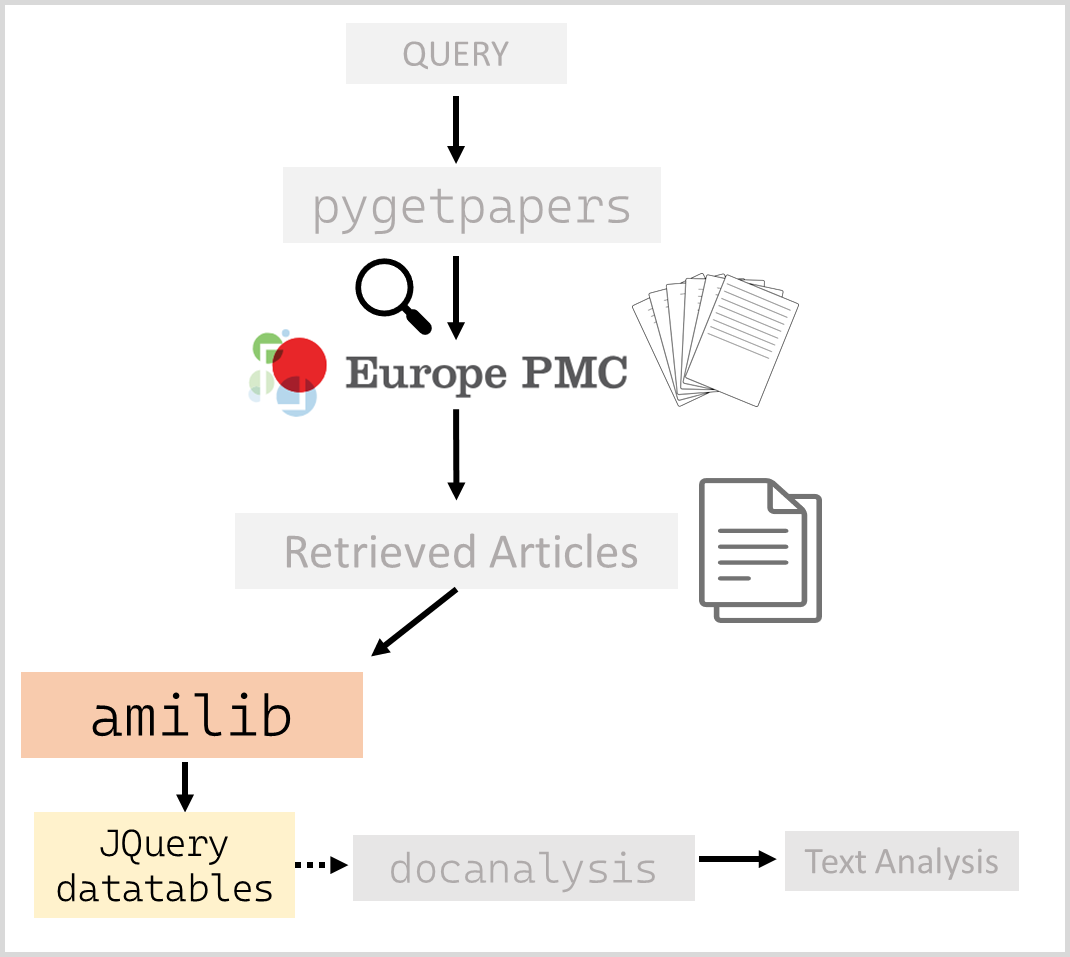 QUERY
pygetpapers
Europe PMC
Retrieved Articles
amilib
JQuery
datatables
docanalysis
Text Analysis